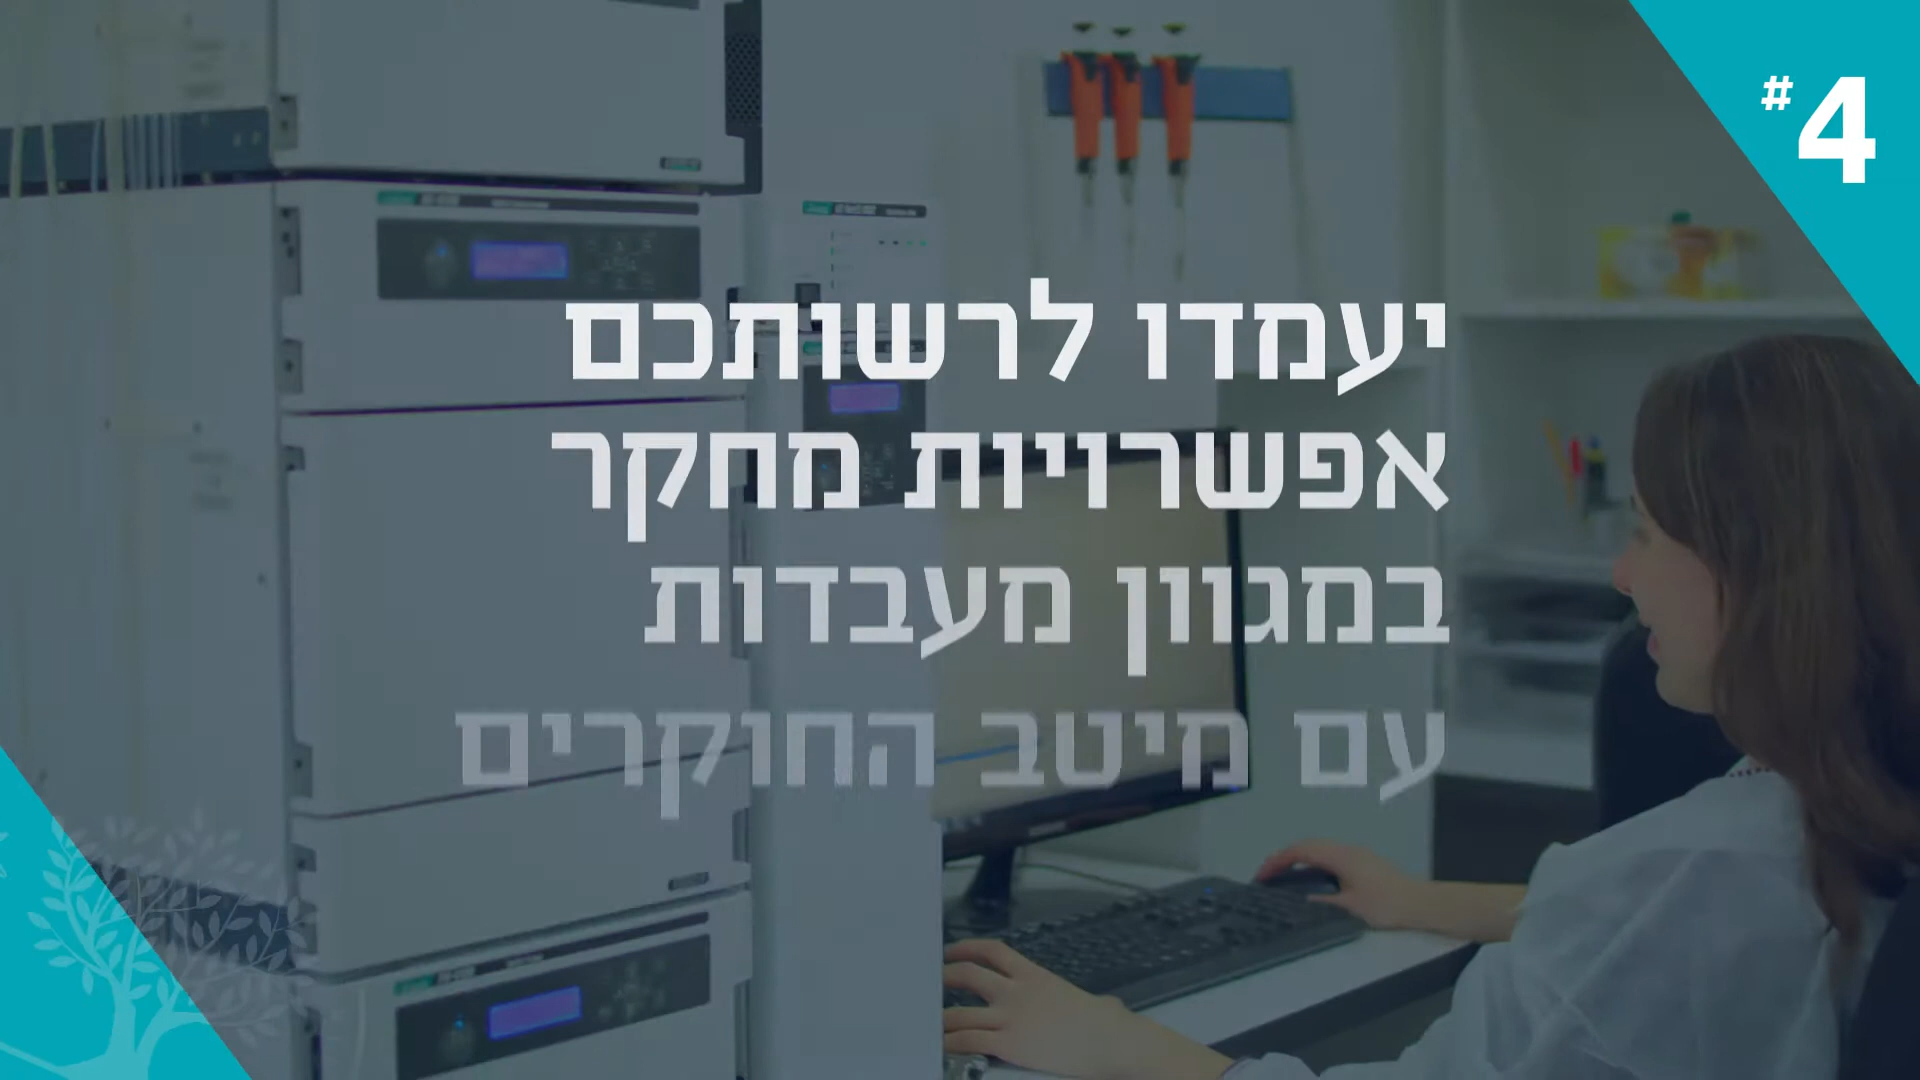 #4
יעמדו לרשותכם
אפשרויות מחקר
במגוון מעבדות
עם מיטב החוקרים